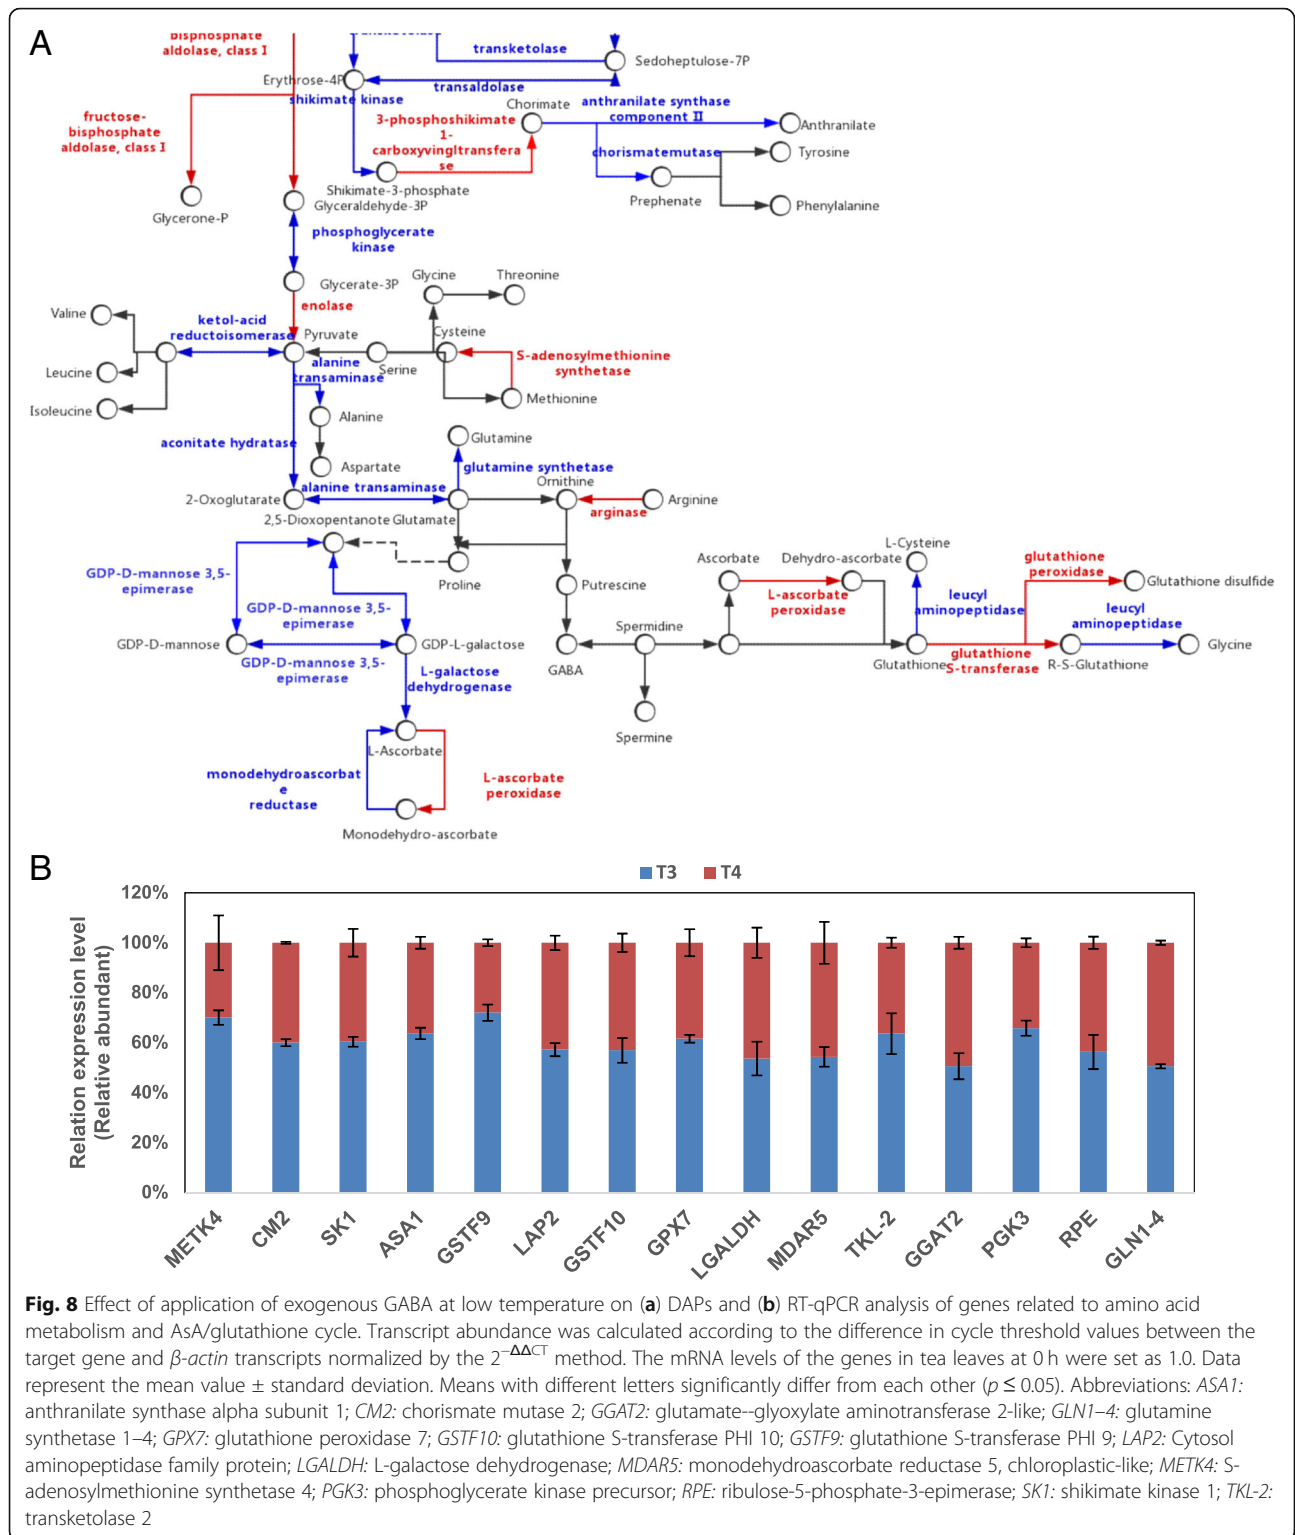 A
bisphosphate
aldolase, class I
transketolase
transketolase
Sedoheptulose-7P
Erythrose-4P
shikimate kinase
transaldolase
fructose-
bisphosphate
aldolase, class I
3-phosphoshikimate
1-
carboxyvingltransfera
se
Chorimate
anthranilate synthase
component II
Anthranilate
chorismatemutase
Tyrosine
Shikimate-3-phosphate
Prephenate
Phenylalanine
Glycerone-P
Glyceraldehyde-3P
phosphoglycerate
kinase
Glycerate-3P
Glycine
Threonine
enolase
Valine
ketol-acid
reductoisomerase
Pyruvate
Cysteine
S-adenosylmethionine
synthetase
Leucine
alanine
transaminase
Serine
Isoleucine
Methionine
Alanine
aconitate hydratase
Glutamine
Aspartate
glutamine synthetase
alanine transaminase
Ornithine
2-Oxoglutarate
Arginine
arginase
2,5-Dioxopentanote
Glutamate
GDP-D-mannose 3,5-
epimerase
Proline
Putrescine
Ascorbate
Dehydro-ascorbate
L-Cysteine
glutathione
peroxidase
L-ascorbate
peroxidase
leucyl
aminopeptidase
Glutathione disulfide
GDP-D-mannose 3,5-
epimerase
leucyl
aminopeptidase
GDP-D-mannose
GDP-L-galactose
Spermidine
GABA
Glutathione
glutathione
S-transferase
R-S-Glutathione
Glycine
GDP-D-mannose 3,5-
epimerase
L-galactose
dehydrogenase
Spermine
L-Ascorbate
monodehydroascorbat
e
reductase
L-ascorbate
peroxidase
Monodehydro-ascorbate
B
T3 T4
Relation expression level
(Relative abundant)
120%
100%
80%
60%
40%
20%
0%
METK4 CM2 SK1 ASA1 GSTF9 LAP2 GSTF10 GPX7 LGALDH MDAR5 TKL-2 GGAT2 PGK3 RPE GLN1-4
Fig. 8 Effect of application of exogenous GABA at low temperature on (a) DAPs and (b) RT-qPCR analysis of genes related to amino acid
metabolism and AsA/glutathione cycle. Transcript abundance was calculated according to the difference in cycle threshold values between the
target gene and β-actin transcripts normalized by the 2−ΔΔCT method. The mRNA levels of the genes in tea leaves at 0 h were set as 1.0. Data
represent the mean value ± standard deviation. Means with different letters significantly differ from each other (p ≤ 0.05). Abbreviations: ASA1:
anthranilate synthase alpha subunit 1; CM2: chorismate mutase 2; GGAT2: glutamate--glyoxylate aminotransferase 2-like; GLN1–4: glutamine
synthetase 1–4; GPX7: glutathione peroxidase 7; GSTF10: glutathione S-transferase PHI 10; GSTF9: glutathione S-transferase PHI 9; LAP2: Cytosol
aminopeptidase family protein; LGALDH: L-galactose dehydrogenase; MDAR5: monodehydroascorbate reductase 5, chloroplastic-like; METK4: S-
adenosylmethionine synthetase 4; PGK3: phosphoglycerate kinase precursor; RPE: ribulose-5-phosphate-3-epimerase; SK1: shikimate kinase 1; TKL-2:
transketolase 2